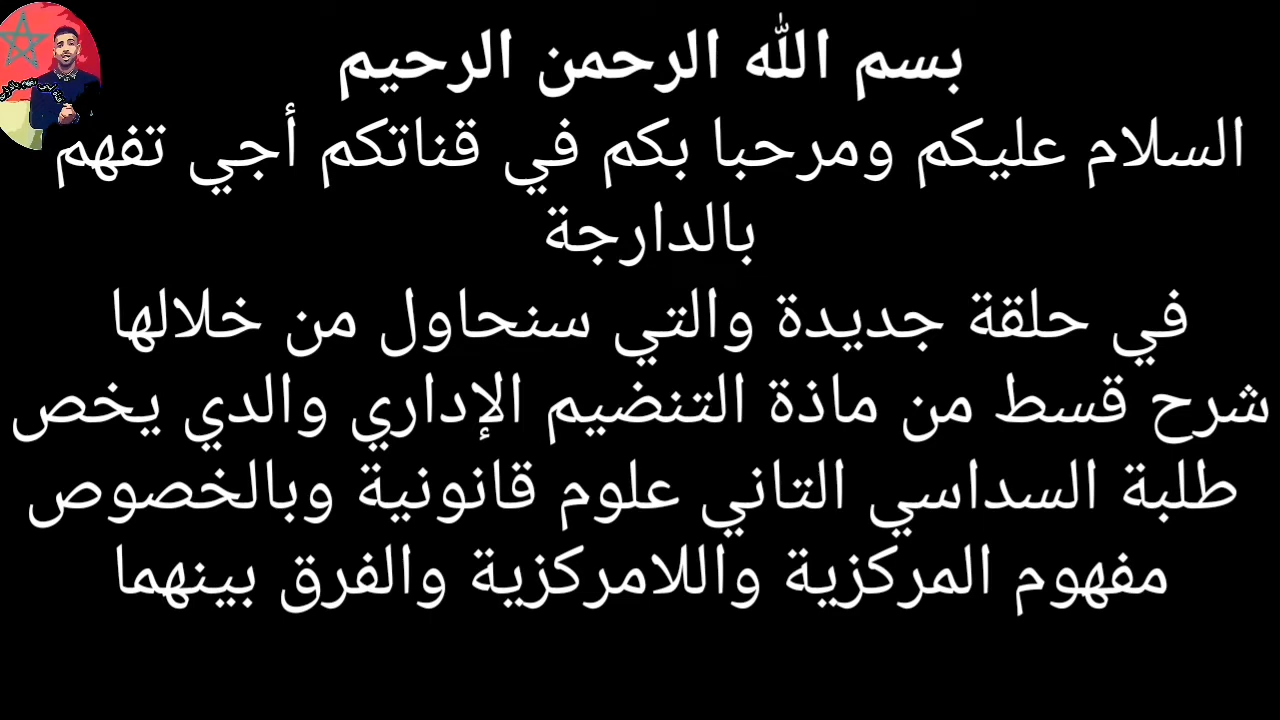 بسم الله الرحمن الرحيم
السلام عليكم ومرحبا بكم في قناتكم أجي تفهم
بالدارجة
في حلقة جديدة والتي سنحاول من خلالها
شرح قسط من ماذة التنضيم الإداري والدي يخص
طلبة السداسي التاني علوم قانونية وبالخصوص
مفهوم المركزية واللامركزية والفرق بينهما